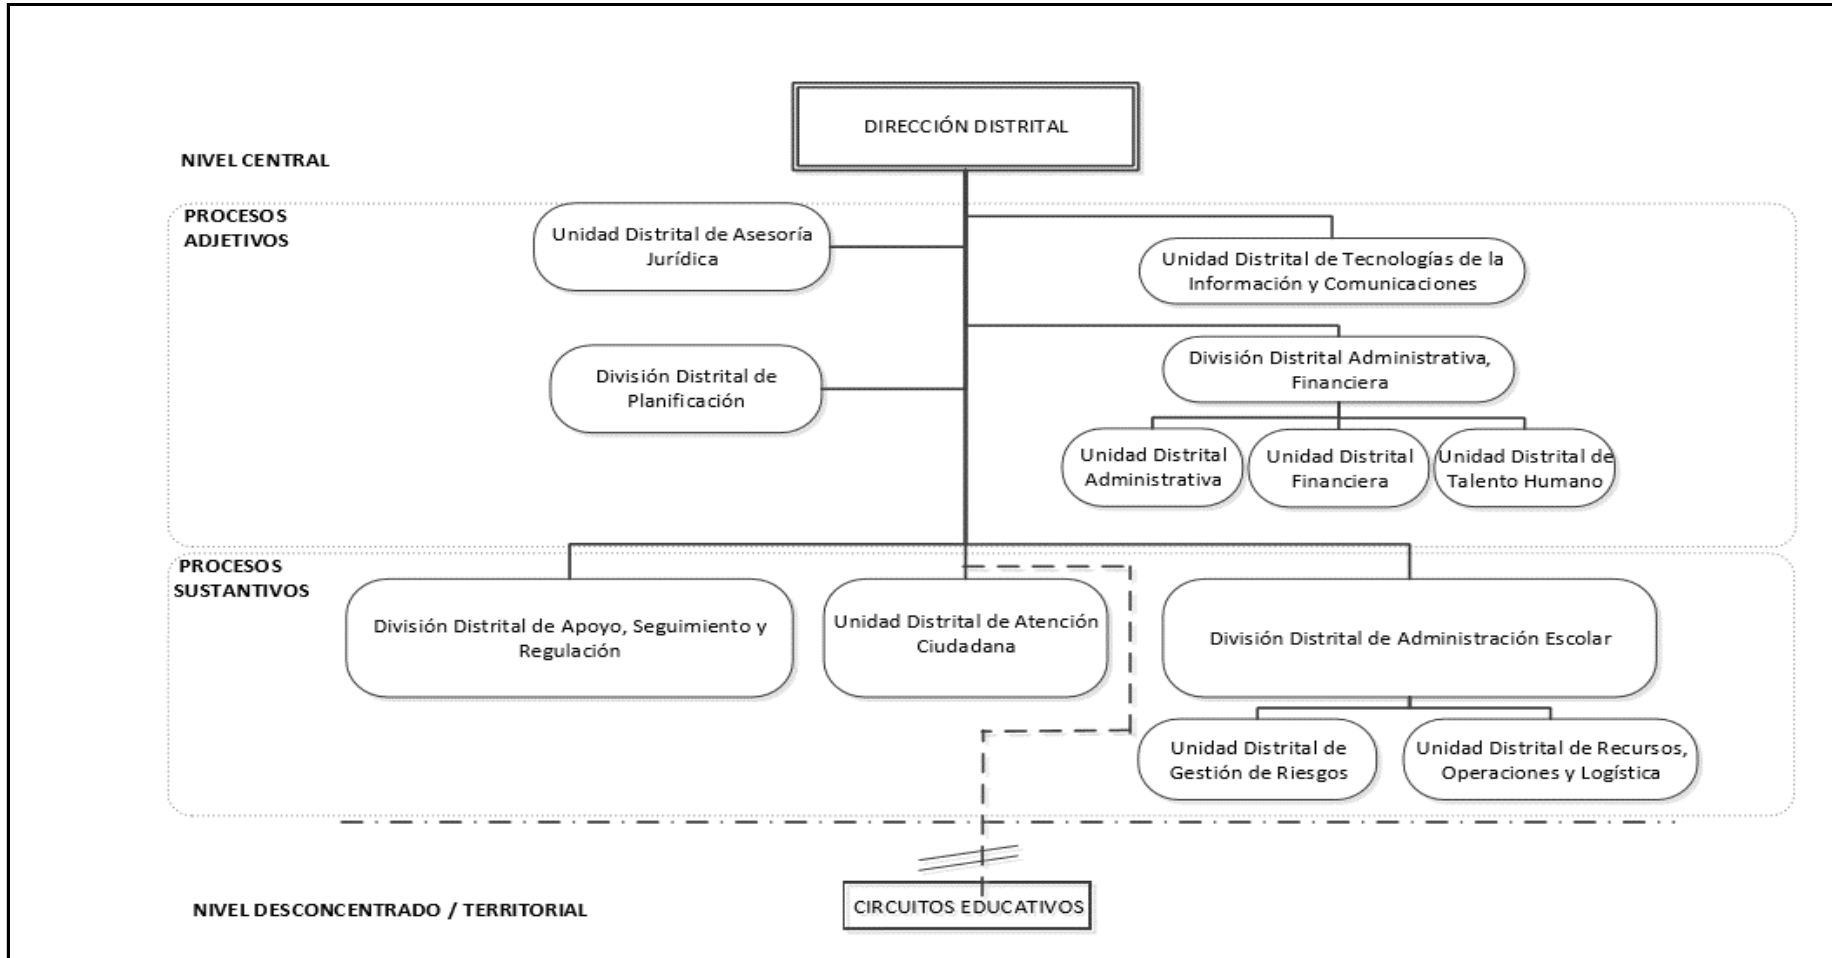 DIRECCIÓN DISTRITAL
NIVEL CENTRAL
PROCESOS
ADJETIVOS
Unidad Distrital de Asesoría
Jurídica
Unidad Distrital de Tecnologías de la
Información y Comunicaciones
División Distrital de
Planificación
División Distrital Administrativa,
Financiera
Unidad Distrital
Administrativa
Unidad Distrital
Financiera
Unidad Distrital de
Talento Humano
PROCESOS
SUSTANTIVOS
División Distrital de Apoyo, Seguimiento y
Regulación
Unidad Distrital de Atención
Ciudadana
División Distrital de Administración Escolar
Unidad Distrital de
Gestión de Riesgos
Unidad Distrital de Recursos,
Operaciones y Logística
NIVEL DESCONCENTRADO / TERRITORIAL
CIRCUITOS EDUCATIVOS